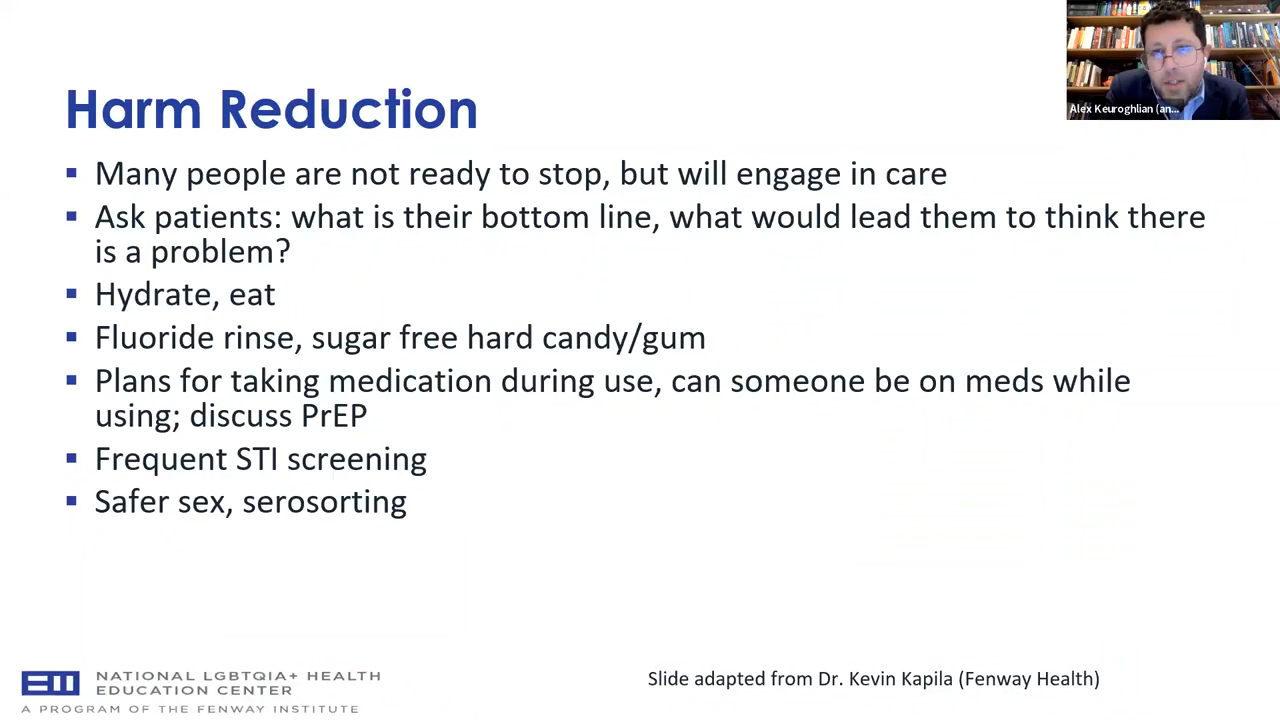 Alex Keuroghlian (an...
Harm Reduction
▪ Many people are not ready to stop, but will engage in care
▪ Ask patients: what is their bottom line, what would lead them to think there
is a problem?
▪ Hydrate, eat
▪ Fluoride rinse, sugar free hard candy/gum
▪ Plans for taking medication during use, can someone be on meds while
using; discuss PrEP
▪ Frequent STI screening
▪ Safer sex, serosorting
NATIONAL LGBTQIA+ HEALTH
EDUCATION CENTER
A PROGRAM OF THE FENWAY INSTITUTE
Slide adapted from Dr. Kevin Kapila (Fenway Health)